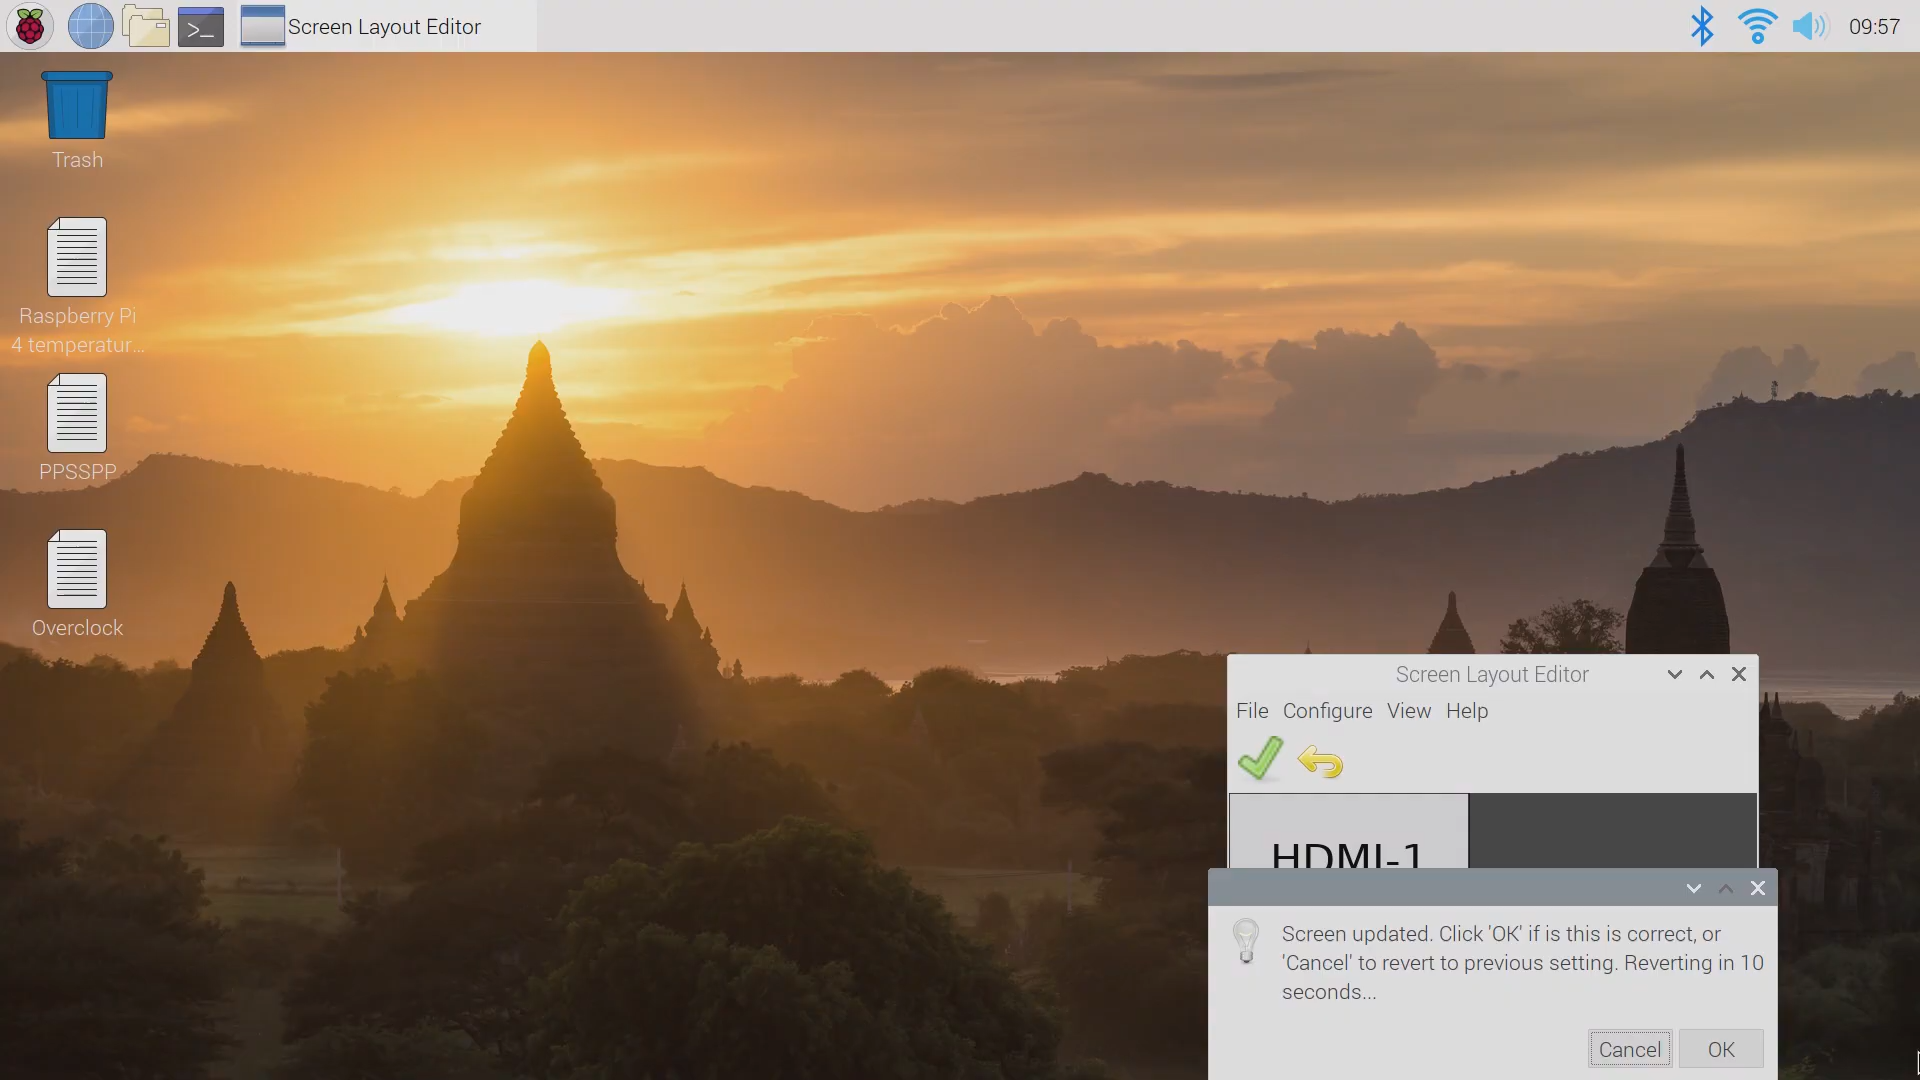 Screen Layout Editor
09:57
Trash
Raspberry Pi
4 temperatur...
PPSSPP
Overclock
Screen Layout Editor
File Configure View Help
HDMI-1
Screen updated. Click 'OK' if is this is correct, or
'Cancel' to revert to previous setting. Reverting in 10
seconds...
Cancel OK